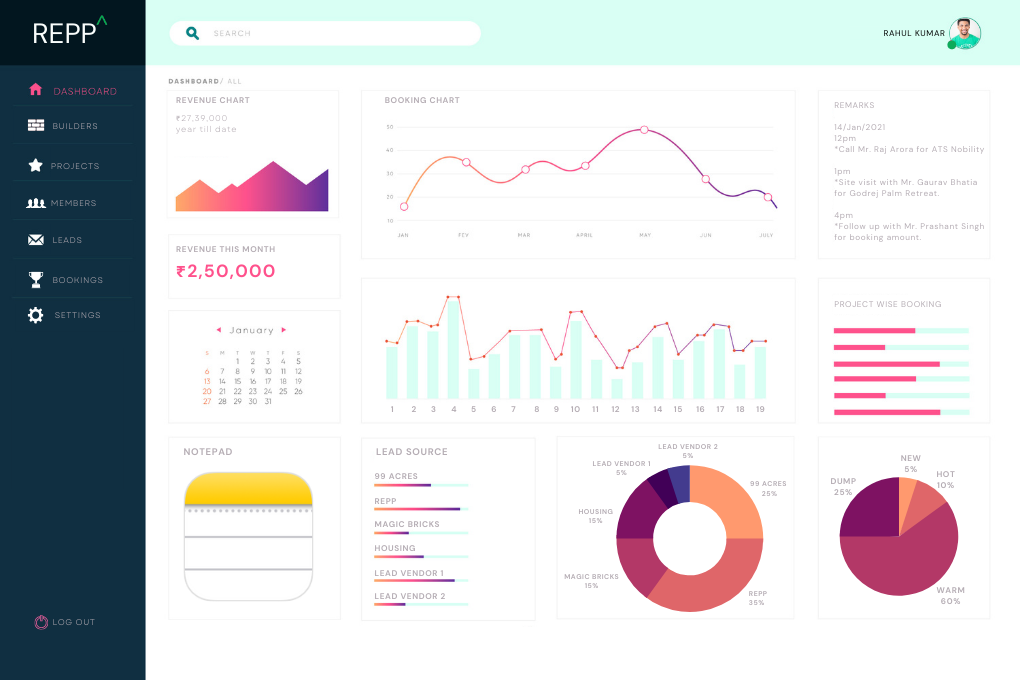 REPP^
SEARCH
RAHUL KUMAR
DASHBOARD
BUILDERS
PROJECTS
MEMBERS
LEADS
BOOKINGS
SETTINGS
LOG OUT
DASHBOARD/ ALL
REVENUE CHART
₹27,39,000
year till date
BOOKING CHART
50
40
30
20
10
JAN
FEV
MAR
APRIL
MAY
JUN
JULY
REMARKS
14/Jan/2021
12pm
*Call Mr. Raj Arora for ATS Nobility
1pm
*Site visit with Mr. Gaurav Bhatia
for Godrej Palm Retreat.
4pm
*Follow up with Mr. Prashant Singh
for booking amount.
REVENUE THIS MONTH
₹2,50,000
January
S M T W T F S
1 2 3 4 5
6 7 8 9 10 11 12
13 14 15 16 17 18 19
20 21 22 23 24 25 26
27 28 29 30 31
1 2 3 4 5 6 7 8 9 10 11 12 13 14 15 16 17 18 19
PROJECT WISE BOOKING
NOTEPAD
LEAD SOURCE
99 ACRES
REPP
MAGIC BRICKS
HOUSING
LEAD VENDOR 1
LEAD VENDOR 2
LEAD VENDOR 2
5%
LEAD VENDOR 1
5%
99 ACRES
25%
HOUSING
15%
MAGIC BRICKS
15%
REPP
35%
NEW
5%
HOT
10%
DUMP
25%
WARM
60%